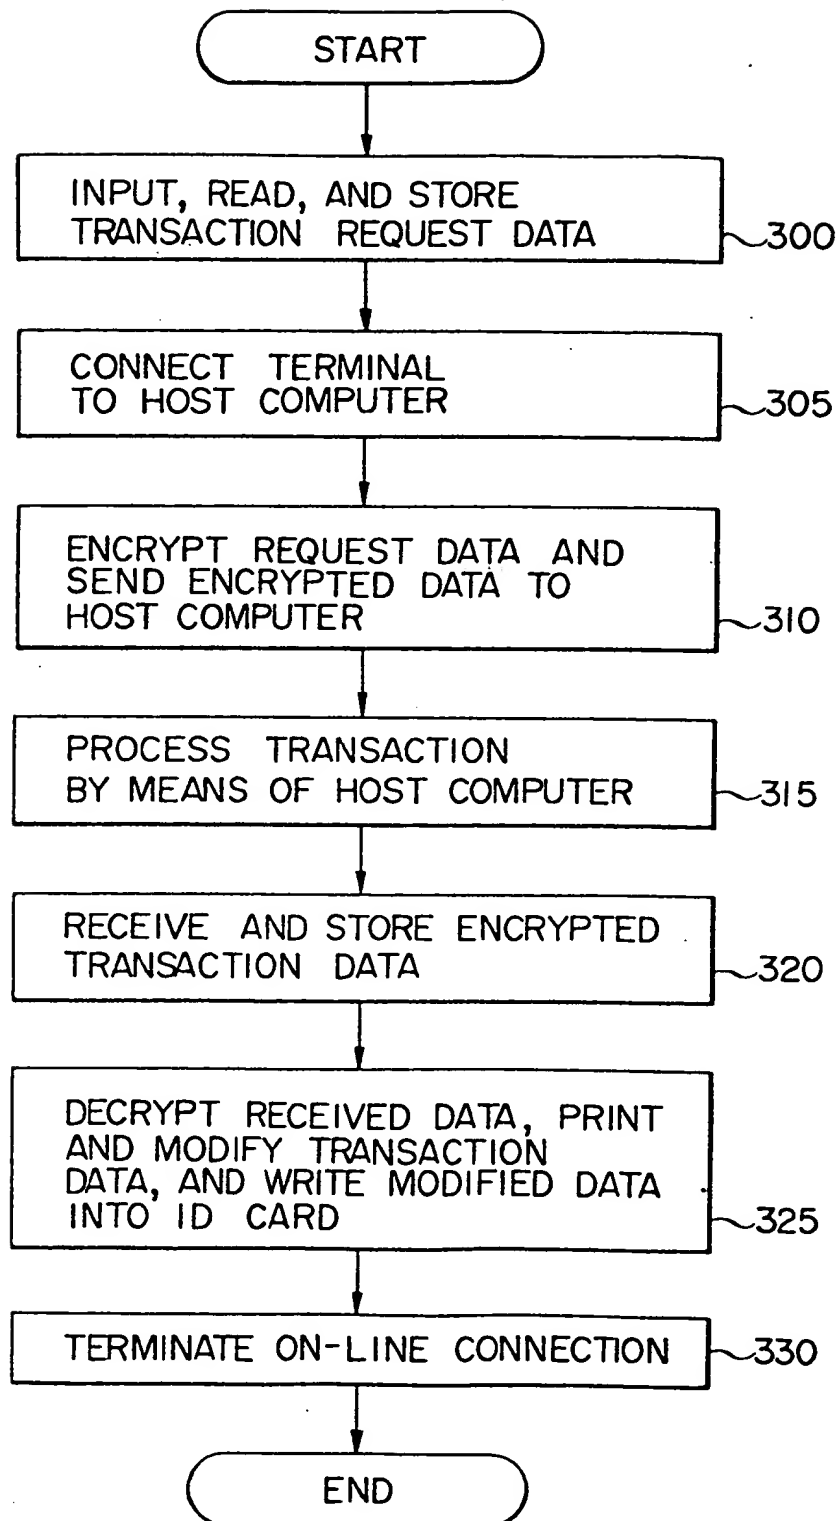 START
INPUT, READ, AND STORE
TRANSACTION REQUEST DATA
300
CONNECT TERMINAL
TO HOST COMPUTER
305
ENCRYPT REQUEST DATA AND
SEND ENCRYPTED DATA TO
HOST COMPUTER
310
PROCESS TRANSACTION
BY MEANS OF HOST COMPUTER
315
RECEIVE AND STORE ENCRYPTED
TRANSACTION DATA
320
DECRYPT RECEIVED DATA, PRINT
AND MODIFY TRANSACTION
DATA, AND WRITE MODIFIED DATA
INTO ID CARD
325
TERMINATE ON-LINE CONNECTION
330
END